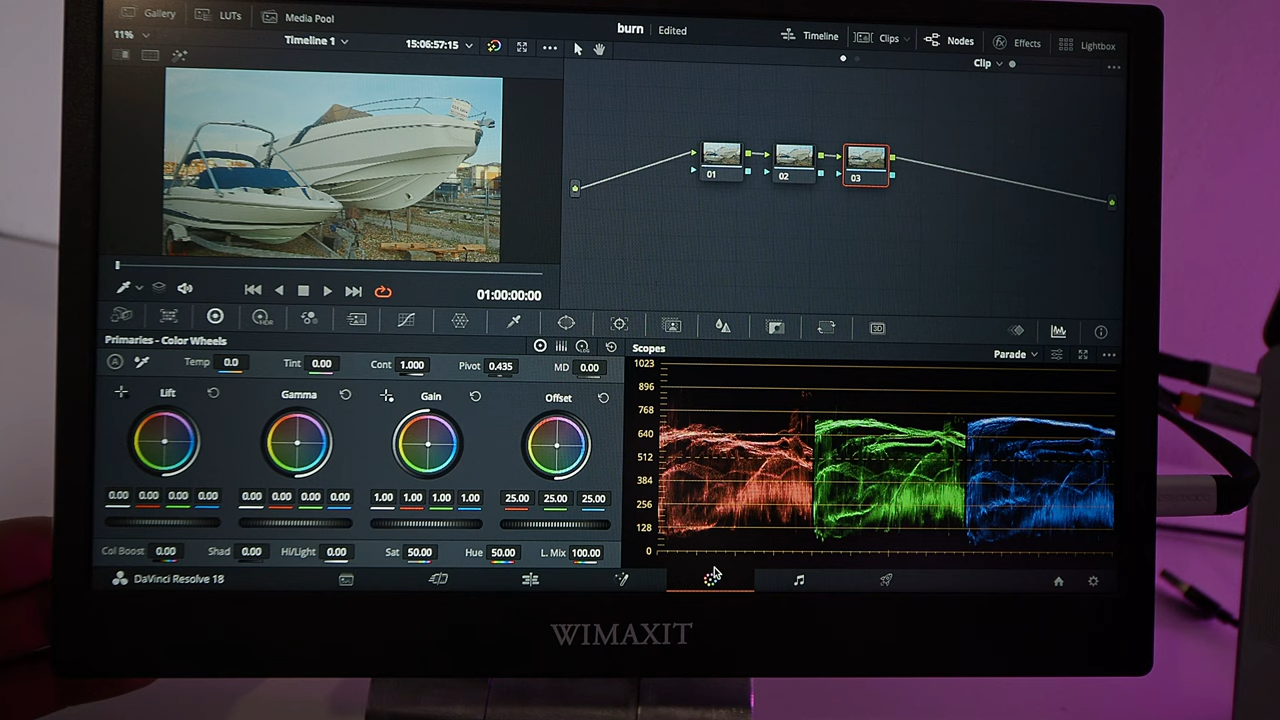 Gallery LUTs Media Pool burn Edited Timeline Clips Nodes fx Effects Lightbox
11% Timeline 1 15:06:57:15 Clip
01 02 03
01:00:00:00
HDR 3D
Primaries - Color Wheels Scopes
A Temp 0.0 Tint 0.00 Cont 1.000 Pivot 0.435 MD 0.00 Parade
Lift Gamma Gain Offset
0.00 0.00 0.00 0.00 0.00 0.00 0.00 0.00 1.00 1.00 1.00 1.00 25.00 25.00 25.00
Col Boost 0.00 Shad 0.00 Hi/Light 0.00 Sat 50.00 Hue 50.00 L. Mix 100.00
1023
896
768
640
512
384
256
128
0
DaVinci Resolve 18
WIMAXIT